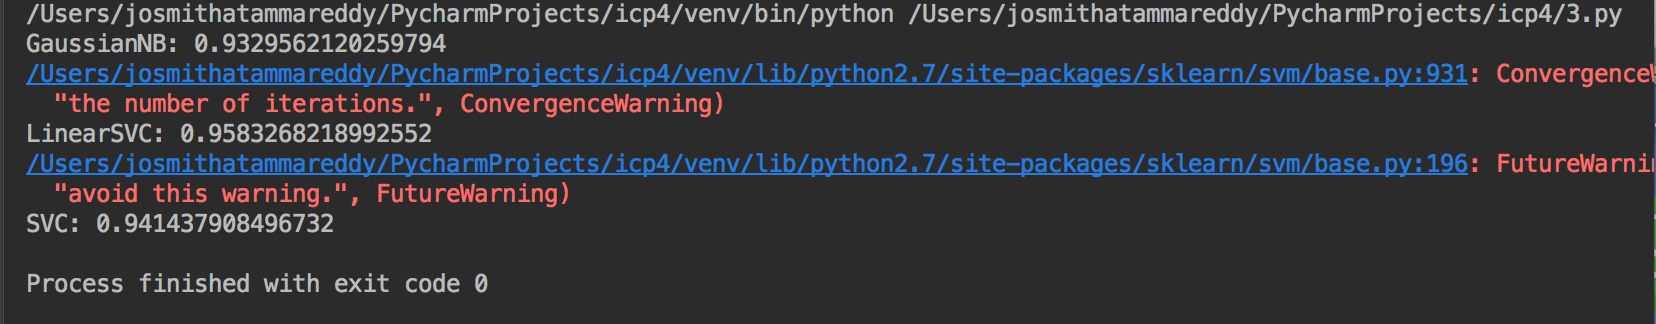 /Users/josmithatammareddy/PycharmProjects/icp4/venv/bin/python /Users/josmithatammareddy/PycharmProjects/icp4/3.py
GaussianNB: 0.9329562120259794
/Users/josmithatammareddy/PycharmProjects/icp4/venv/lib/python2.7/site-packages/sklearn/svm/base.py:931: Convergence
"the number of iterations.", ConvergenceWarning)
LinearSVC: 0.9583268218992552
/Users/josmithatammareddy/PycharmProjects/icp4/venv/lib/python2.7/site-packages/sklearn/svm/base.py:196: FutureWarni
"avoid this warning.", FutureWarning)
SVC: 0.941437908496732
Process finished with exit code 0